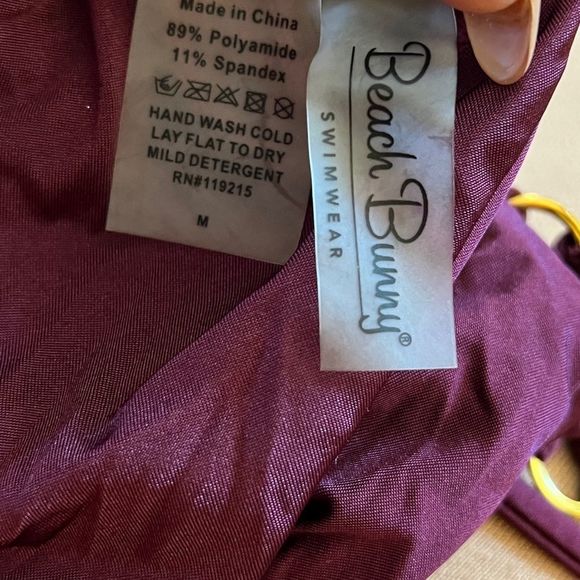 Made in China
89% Polyamide
11% Spandex
HAND WASH COLD
LAY FLAT TO DRY
MILD DETERGENT
RN#119215
M
Beach Bunny®
SWIMWEAR